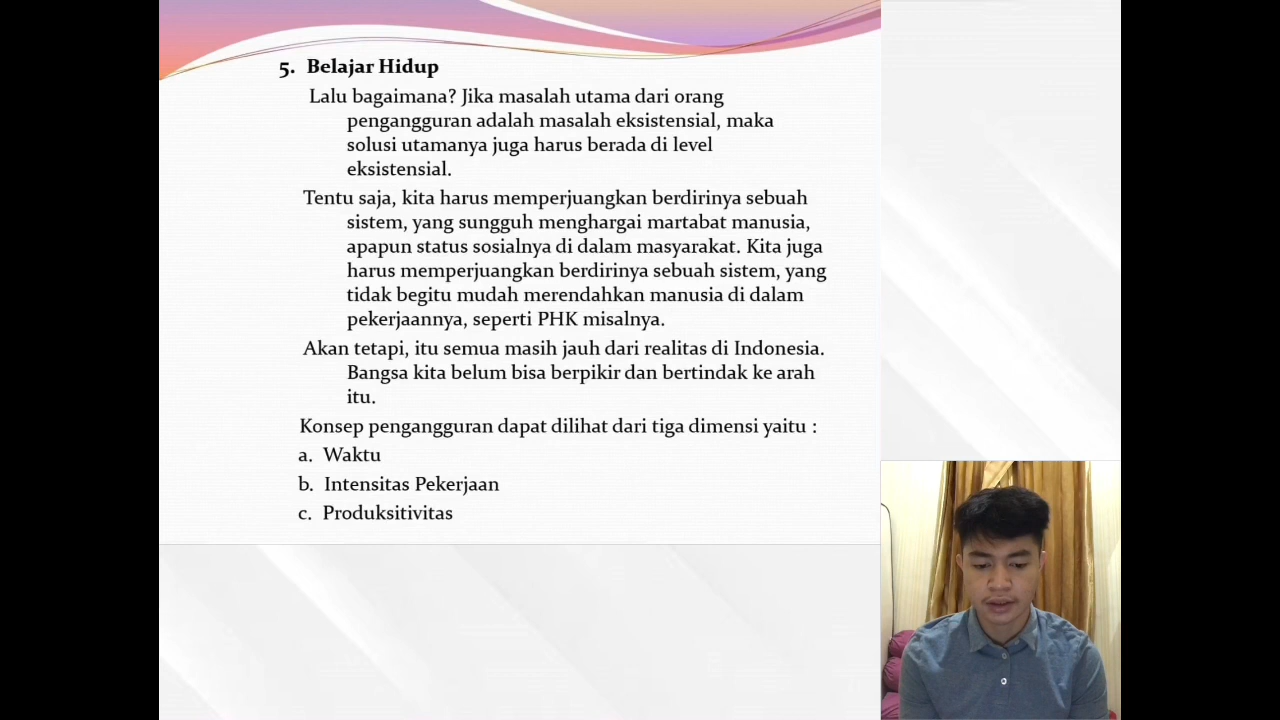 5. Belajar Hidup
Lalu bagaimana? Jika masalah utama dari orang
pengangguran adalah masalah eksistensial, maka
solusi utamanya juga harus berada di level
eksistensial.
Tentu saja, kita harus memperjuangkan berdirinya sebuah
sistem, yang sungguh menghargai martabat manusia,
apapun status sosialnya di dalam masyarakat. Kita juga
harus memperjuangkan berdirinya sebuah sistem, yang
tidak begitu mudah merendahkan manusia di dalam
pekerjaannya, seperti PHK misalnya.
Akan tetapi, itu semua masih jauh dari realitas di Indonesia.
Bangsa kita belum bisa berpikir dan bertindak ke arah
itu.
Konsep pengangguran dapat dilihat dari tiga dimensi yaitu :
a. Waktu
b. Intensitas Pekerjaan
c. Produksitivitas